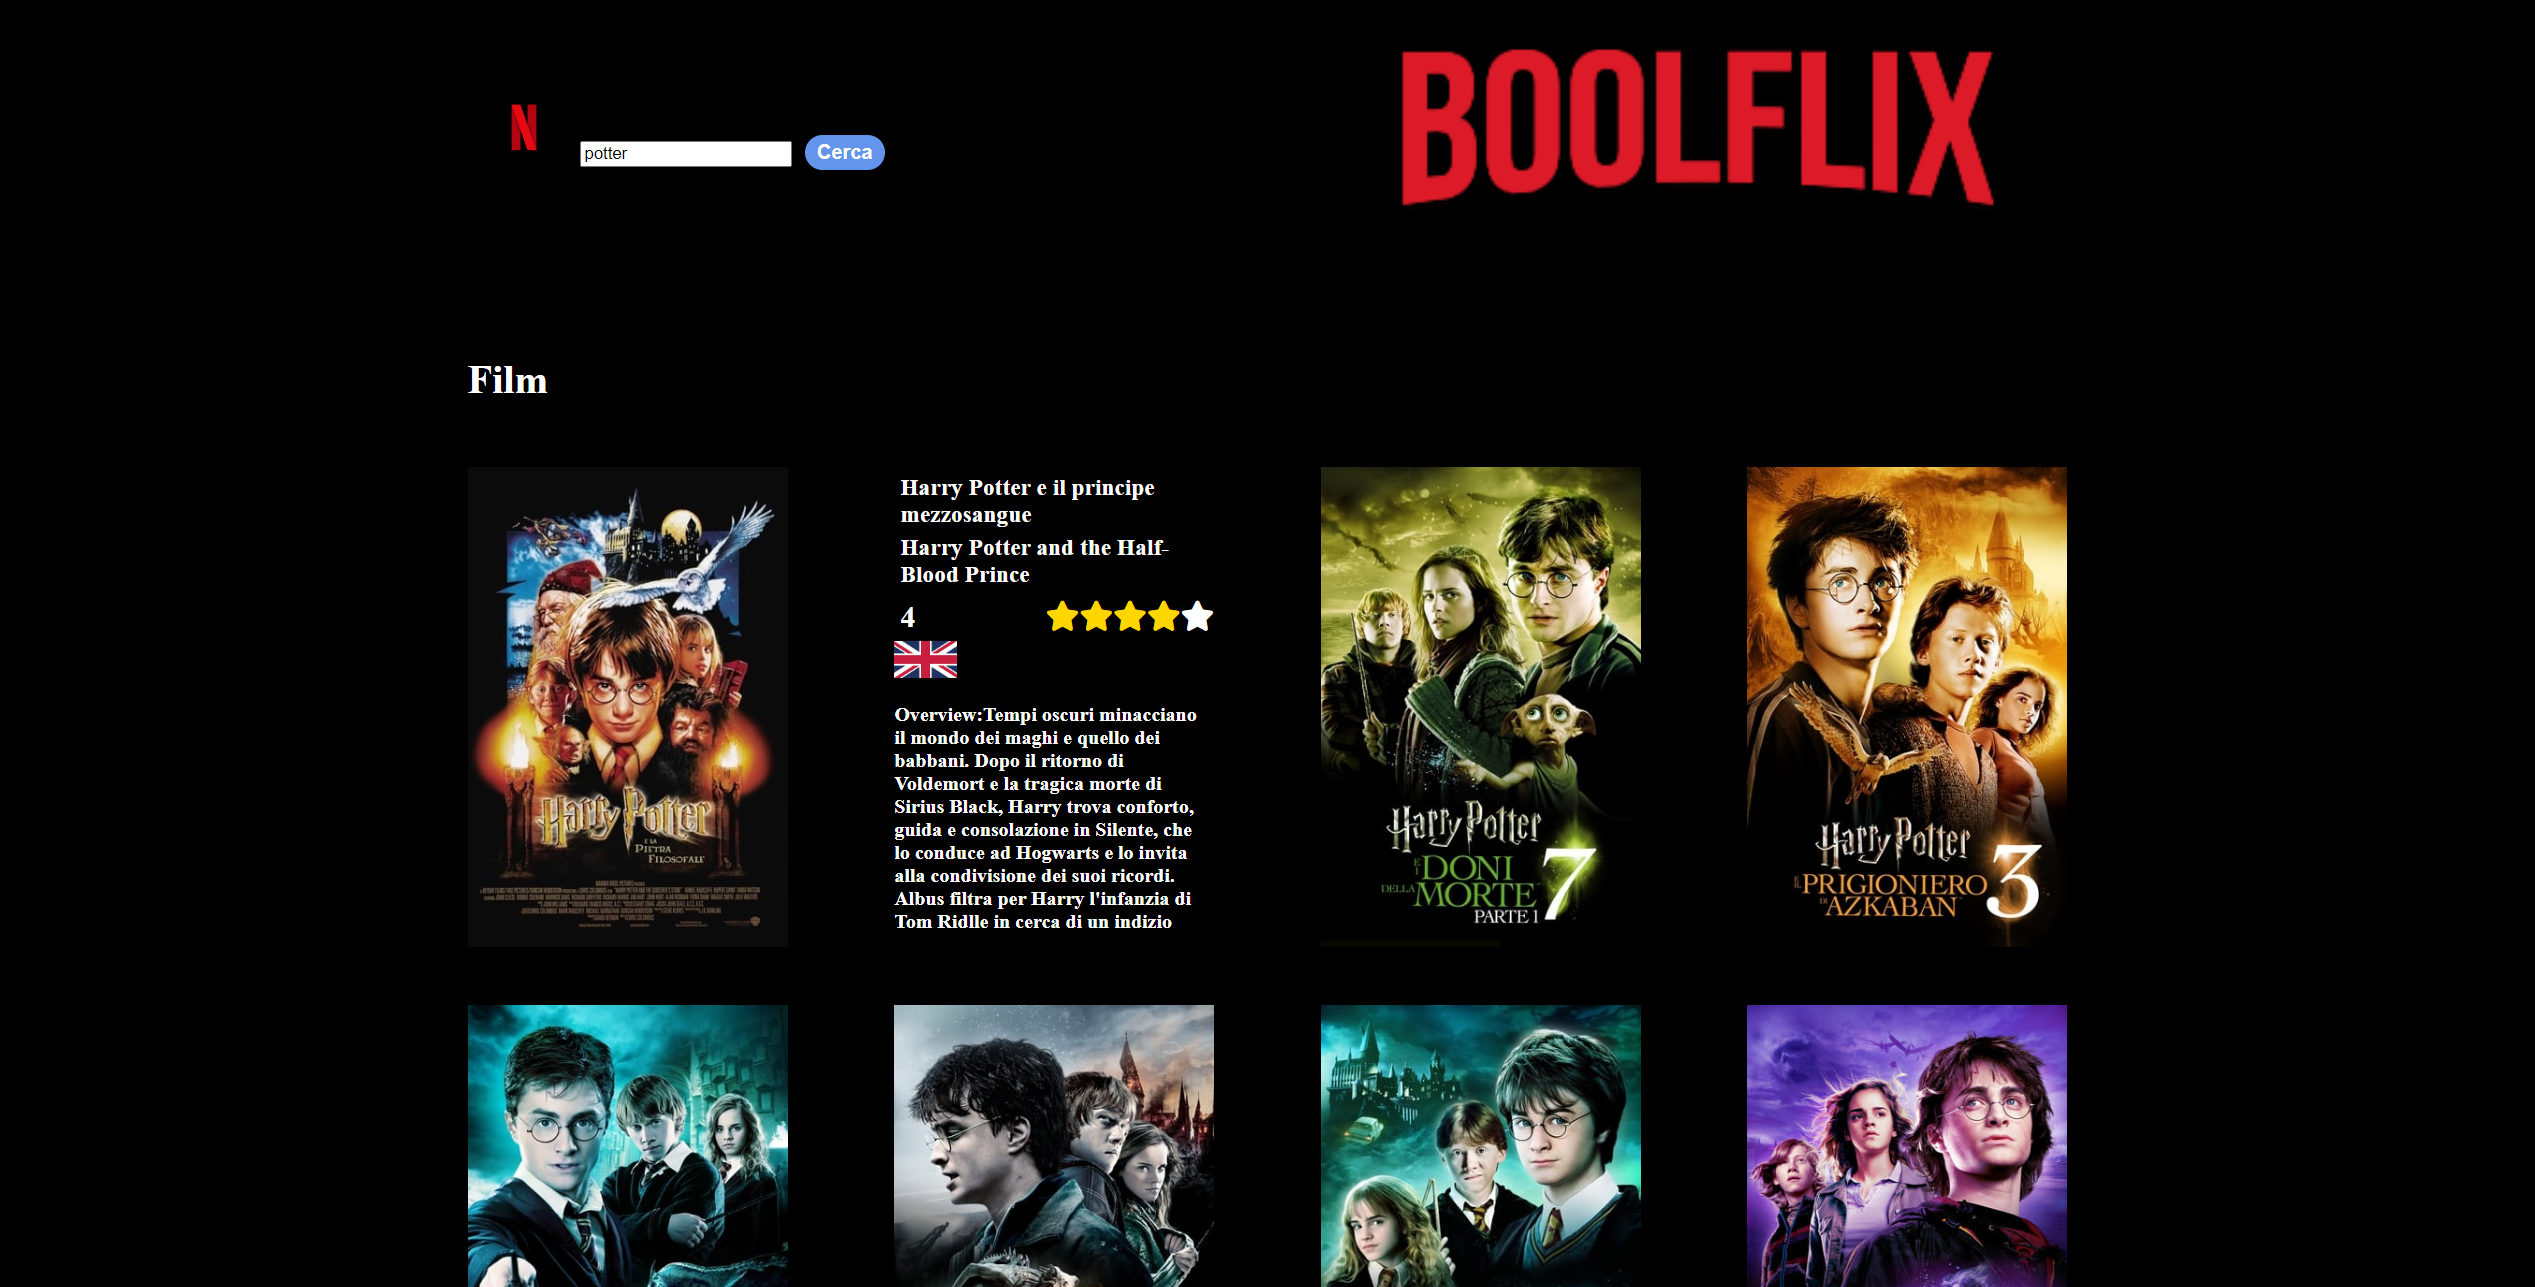 BOOLFLIX
N
potter
Cerca
Film
Harry Potter
E LA
PIETRA
FILOSOFALE
Harry Potter e il principe
mezzosangue
Harry Potter and the Half-
Blood Prince
4
Overview:Tempi oscuri minacciano
il mondo dei maghi e quello dei
babbani. Dopo il ritorno di
Voldemort e la tragica morte di
Sirius Black, Harry trova conforto,
guida e consolazione in Silente, che
lo conduce ad Hogwarts e lo invita
alla condivisione dei suoi ricordi.
Albus filtra per Harry l'infanzia di
Tom Ridlle in cerca di un indizio
Harry Potter
E I DONI
DELLA MORTE 7
PARTE 1
Harry Potter
E IL PRIGIONIERO 3
DI AZKABAN